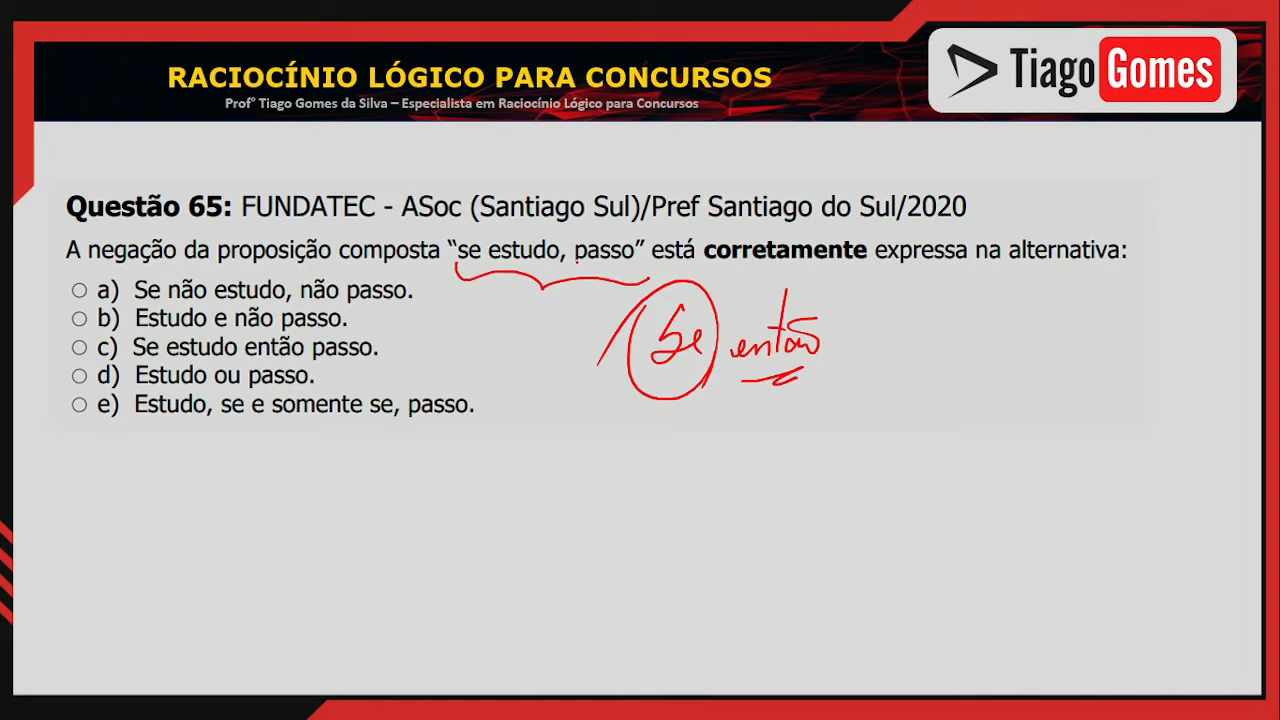 RACIOCÍNIO LÓGICO PARA CONCURSOS
Prof° Tiago Gomes da Silva – Especialista em Raciocínio Lógico para Concursos
Tiago Gomes
Questão 65: FUNDATEC - ASoc (Santiago Sul)/Pref Santiago do Sul/2020
A negação da proposição composta “se estudo, passo” está corretamente expressa na alternativa:
a) Se não estudo, não passo.
b) Estudo e não passo.
c) Se estudo então passo.
d) Estudo ou passo.
e) Estudo, se e somente se, passo.
Se então